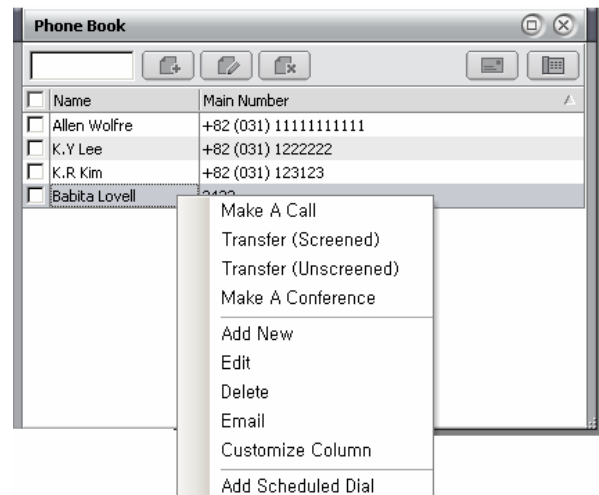 Phone Book
Name Main Number
Allen Wolfre +82 (031) 11111111111
K.Y Lee +82 (031) 1222222
K.R Kim +82 (031) 123123
Babita Lovell
Make A Call
Transfer (Screened)
Transfer (Unscreened)
Make A Conference
Add New
Edit
Delete
Email
Customize Column
Add Scheduled Dial